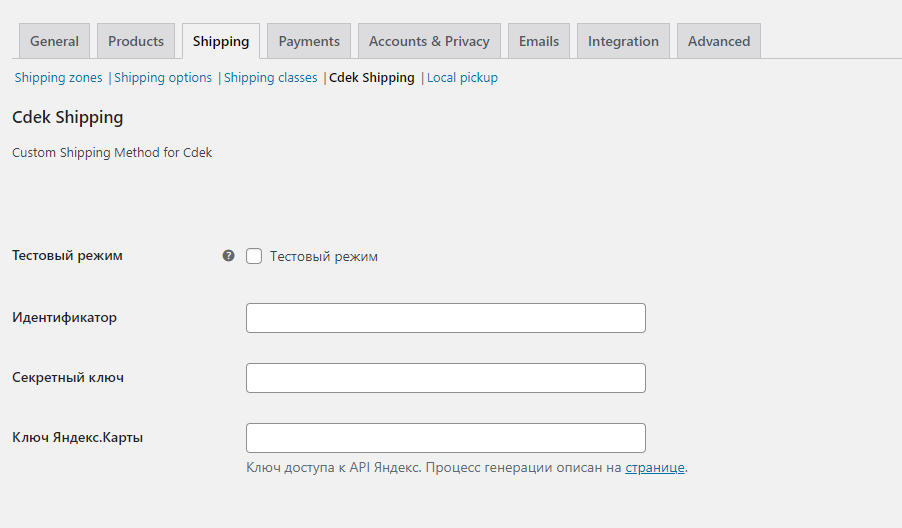 General Products Shipping Payments Accounts & Privacy Emails Integration Advanced
Shipping zones | Shipping options | Shipping classes | Cdek Shipping | Local pickup
Cdek Shipping
Custom Shipping Method for Cdek
Тестовый режим ? Тестовый режим
Идентификатор
Секретный ключ
Ключ Яндекс.Карты
Ключ доступа к API Яндекс. Процесс генерации описан на странице.